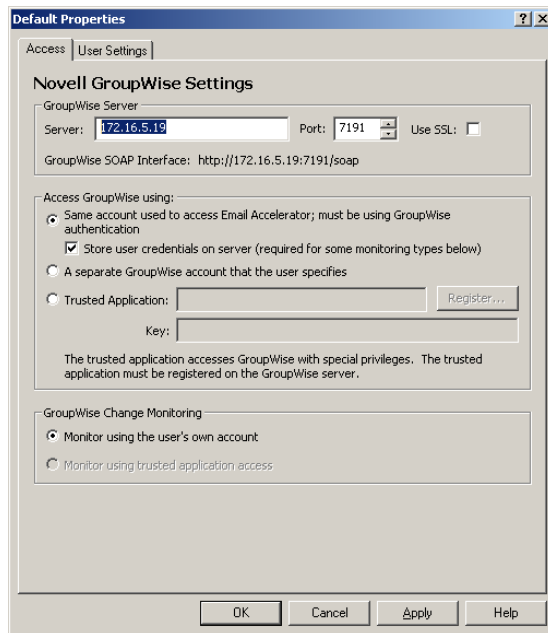 Default Properties
Access
User Settings
Novell GroupWise Settings
GroupWise Server
Server: 172.16.5.19 Port: 7191 Use SSL:
GroupWise SOAP Interface: http://172.16.5.19:7191/soap
Access GroupWise using:
Same account used to access Email Accelerator; must be using GroupWise
authentication
Store user credentials on server (required for some monitoring types below)
A separate GroupWise account that the user specifies
Trusted Application: Register...
Key:
The trusted application accesses GroupWise with special privileges. The trusted
application must be registered on the GroupWise server.
GroupWise Change Monitoring
Monitor using the user's own account
Monitor using trusted application access
OK Cancel Apply Help